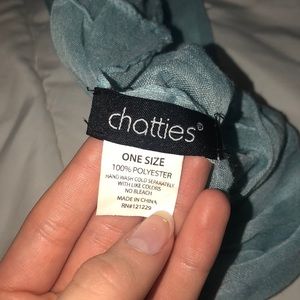 chatties®
ONE SIZE
100% POLYESTER
HAND WASH COLD SEPARATELY
WITH LIKE COLORS
NO BLEACH
MADE IN CHINA
RN#121229